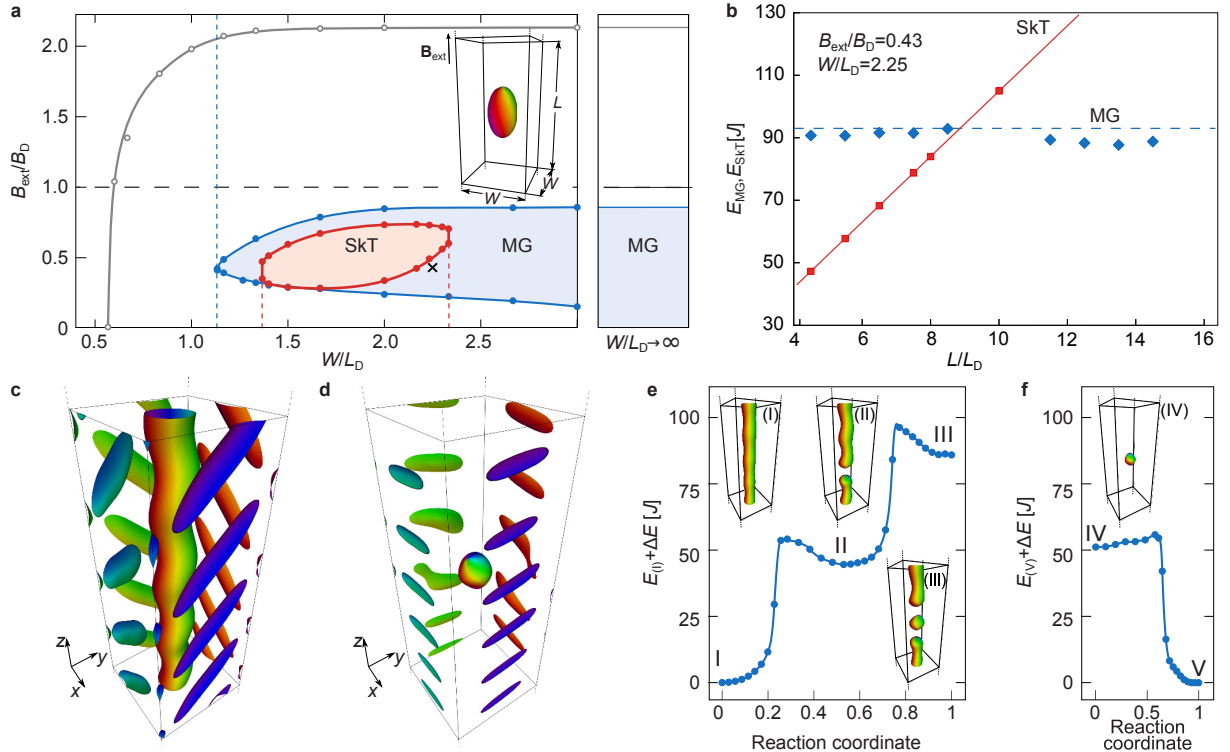 a
B_ext/B_D
2.0
1.5
1.0
0.5
0
0.5 1.0 1.5 2.0 2.5
W/L_D
B_ext
L
W
W
SkT
MG
MG
W/L_D→∞
b
130
110
90
70
50
30
E_MG, E_SkT [J]
B_ext/B_D=0.43
W/L_D=2.25
SkT
MG
4 6 8 10 12 14 16
L/L_D
c
z
y
x
d
z
y
x
e
100
75
50
25
0
E_(I)+ΔE [J]
(I)
(II)
(III)
I
II
III
0 0.2 0.4 0.6 0.8 1
Reaction coordinate
f
100
75
50
25
0
E_(V)+ΔE [J]
(IV)
IV
V
0 0.5 1
Reaction
coordinate